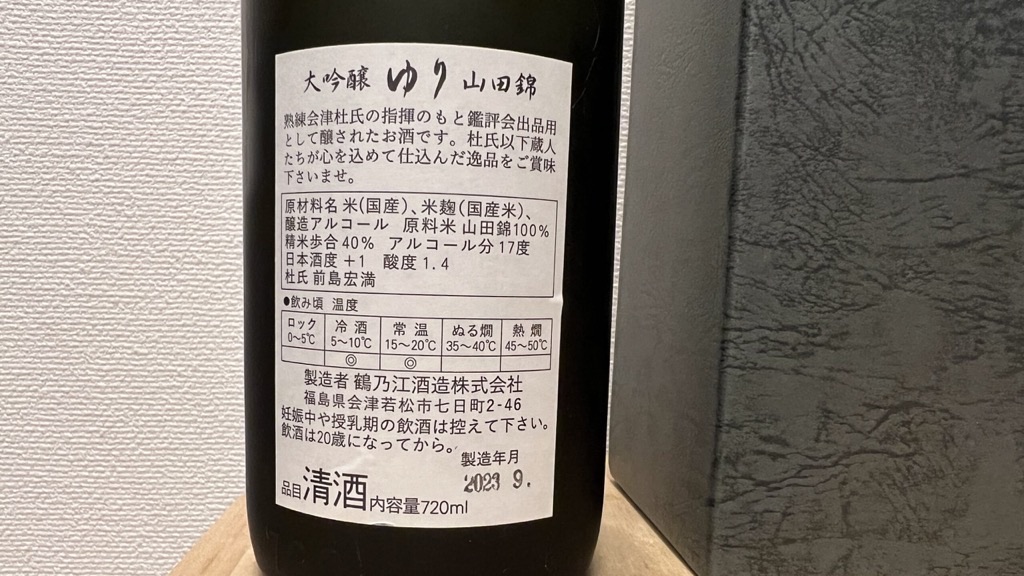 大吟醸 ゆり 山田錦
熟練会津杜氏の指揮のもと鑑評会出品用
として醸されたお酒です。杜氏以下蔵人
たちが心を込めて仕込んだ逸品をご賞味
下さいませ。
原材料名 米(国産)、米麹(国産米)、
醸造アルコール 原料米 山田錦100%
精米歩合 40% アルコール分 17度
日本酒度 +1 酸度 1.4
杜氏 前島宏満
●飲み頃 温度
ロック 冷酒 常温 ぬる燗 熱燗
0〜5℃ 5〜10℃ 15〜20℃ 35〜40℃ 45〜50℃
◎ ◎
製造者 鶴乃江酒造株式会社
福島県会津若松市七日町2-46
妊娠中や授乳期の飲酒は控えて下さい。
飲酒は20歳になってから。
製造年月
2023 9.
品目 清酒 内容量720ml